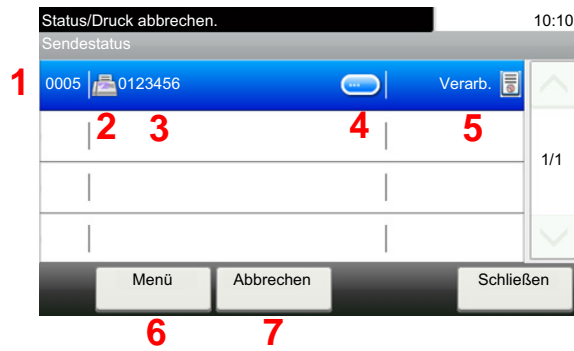 Status/Druck abbrechen. 10:10
Sendestatus
1 0005 0123456 Verarb.
2 3 4 5
1/1
Menü Abbrechen Schließen
6 7